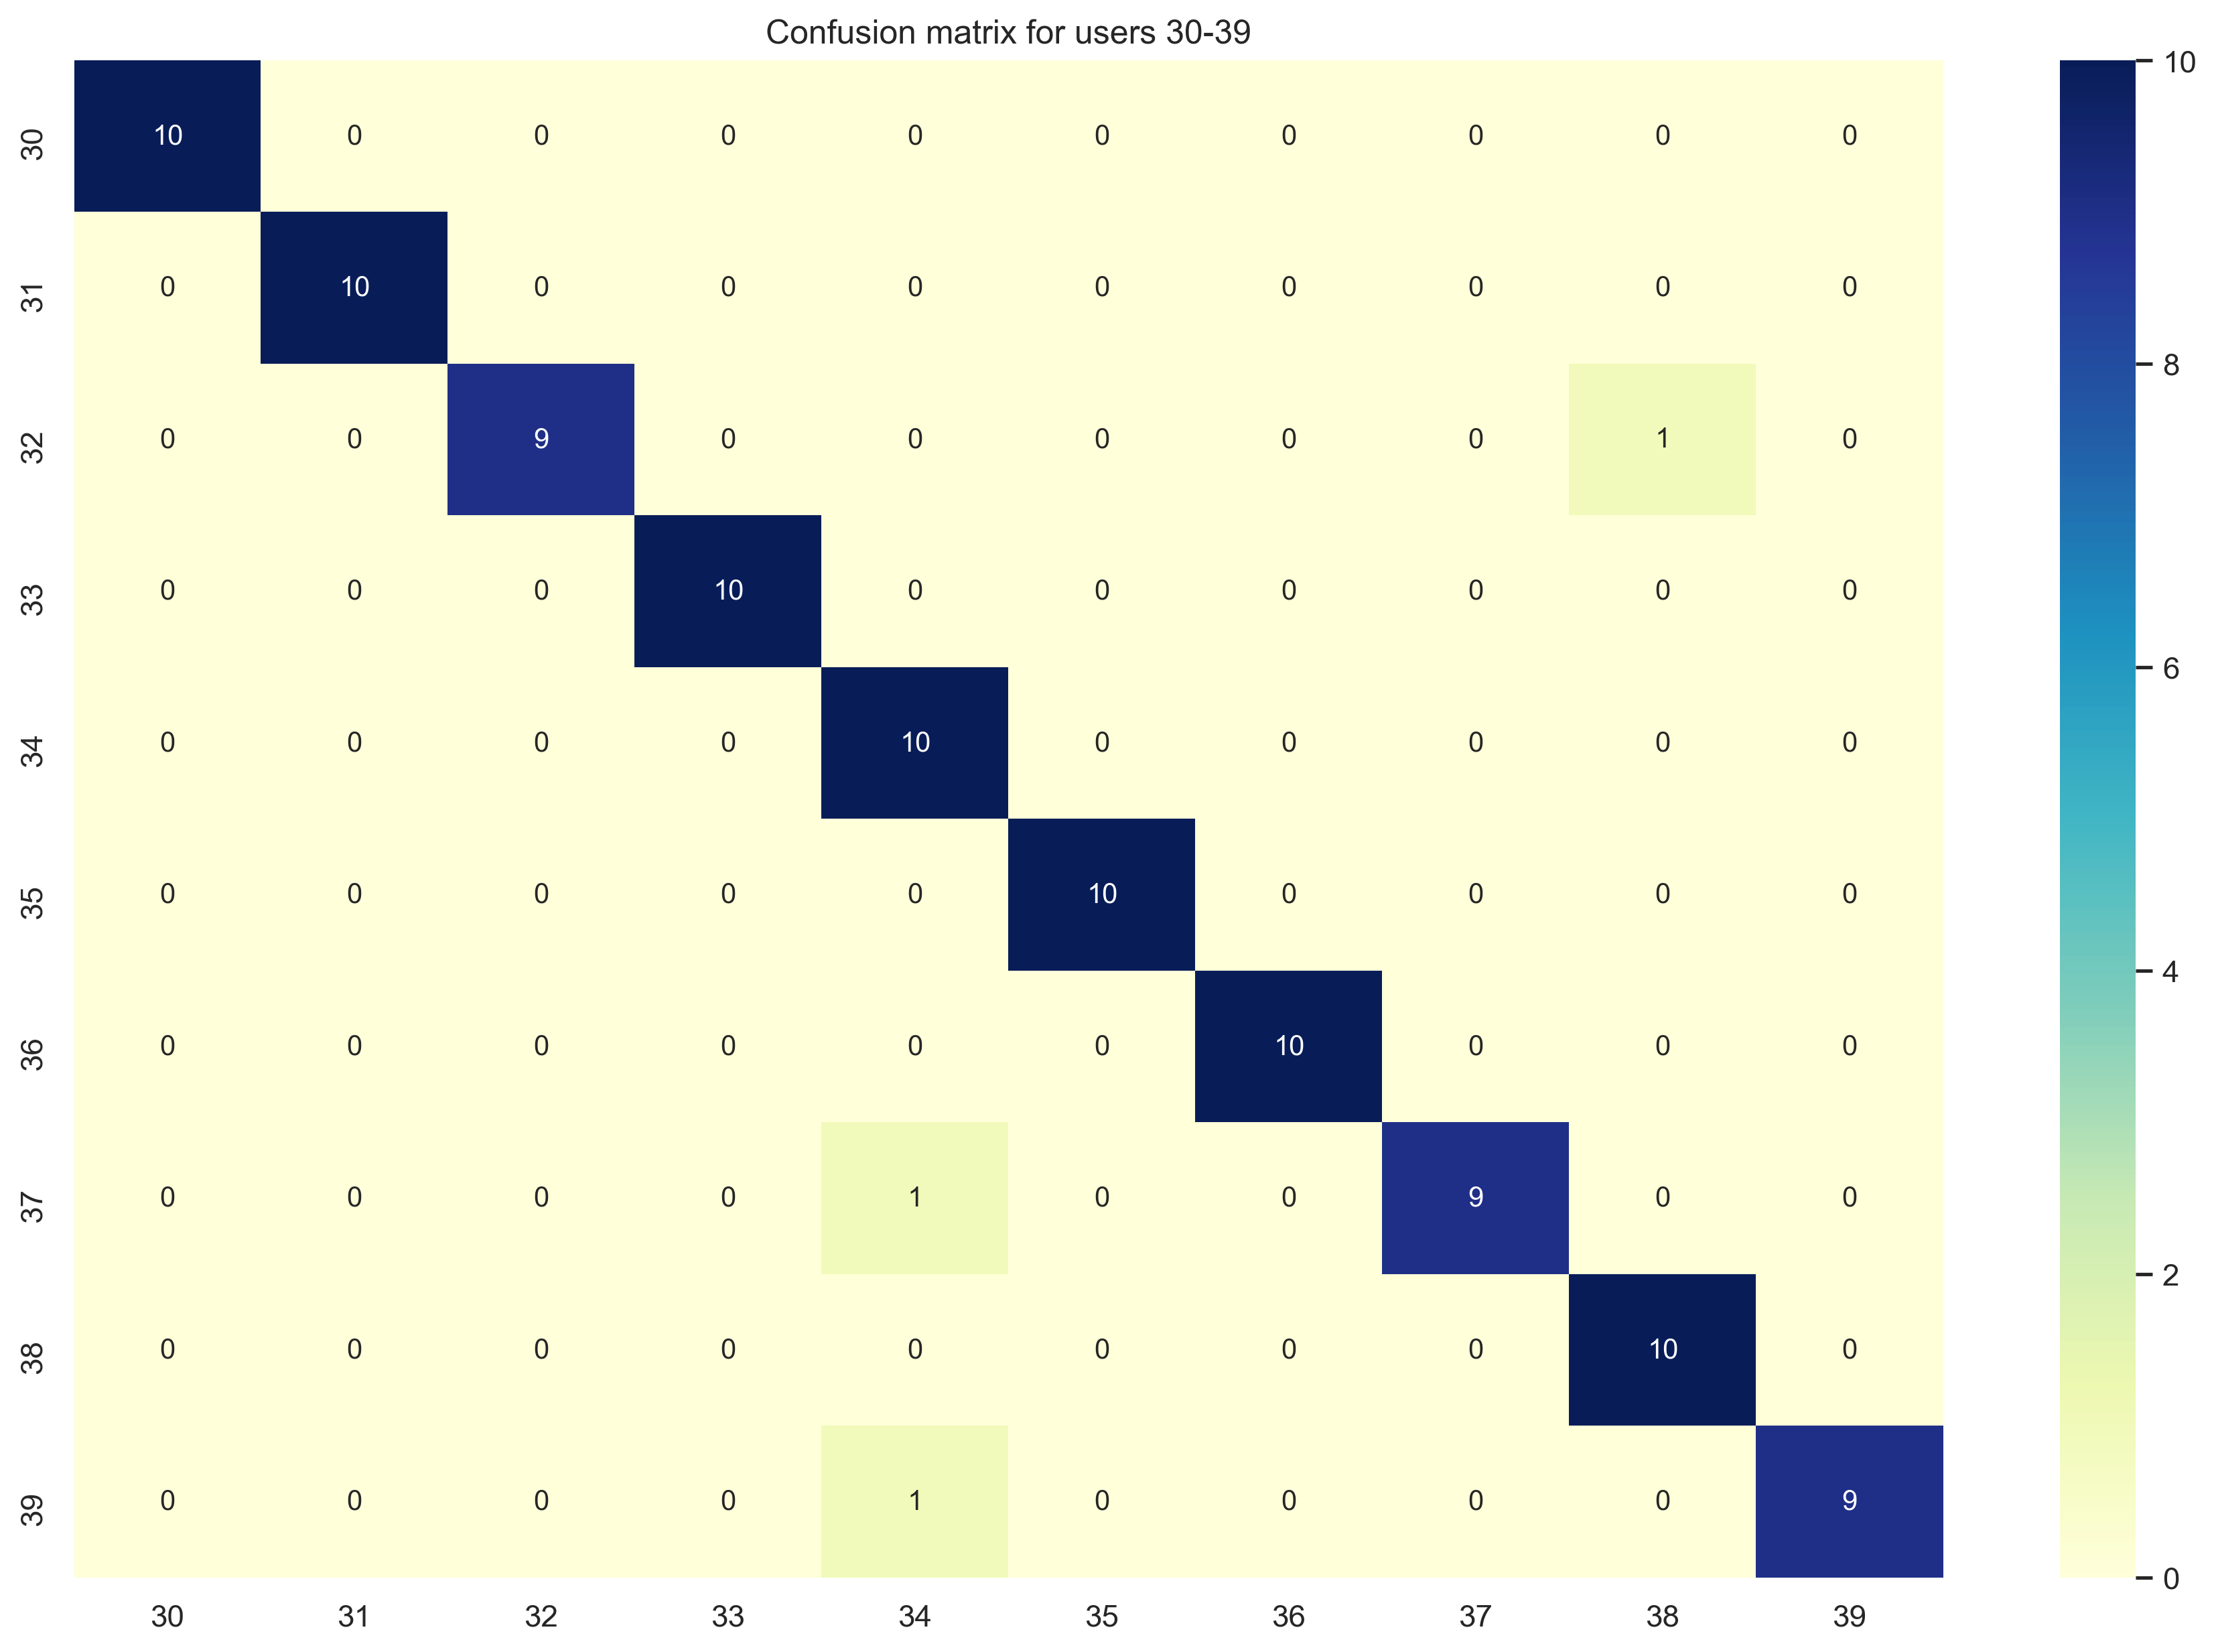 Confusion matrix for users 30-39
30 10 0 0 0 0 0 0 0 0 0
31 0 10 0 0 0 0 0 0 0 0
32 0 0 9 0 0 0 0 0 1 0
33 0 0 0 10 0 0 0 0 0 0
34 0 0 0 0 10 0 0 0 0 0
35 0 0 0 0 0 10 0 0 0 0
36 0 0 0 0 0 0 10 0 0 0
37 0 0 0 0 1 0 0 9 0 0
38 0 0 0 0 0 0 0 0 10 0
39 0 0 0 0 1 0 0 0 0 9
30 31 32 33 34 35 36 37 38 39
10
8
6
4
2
0